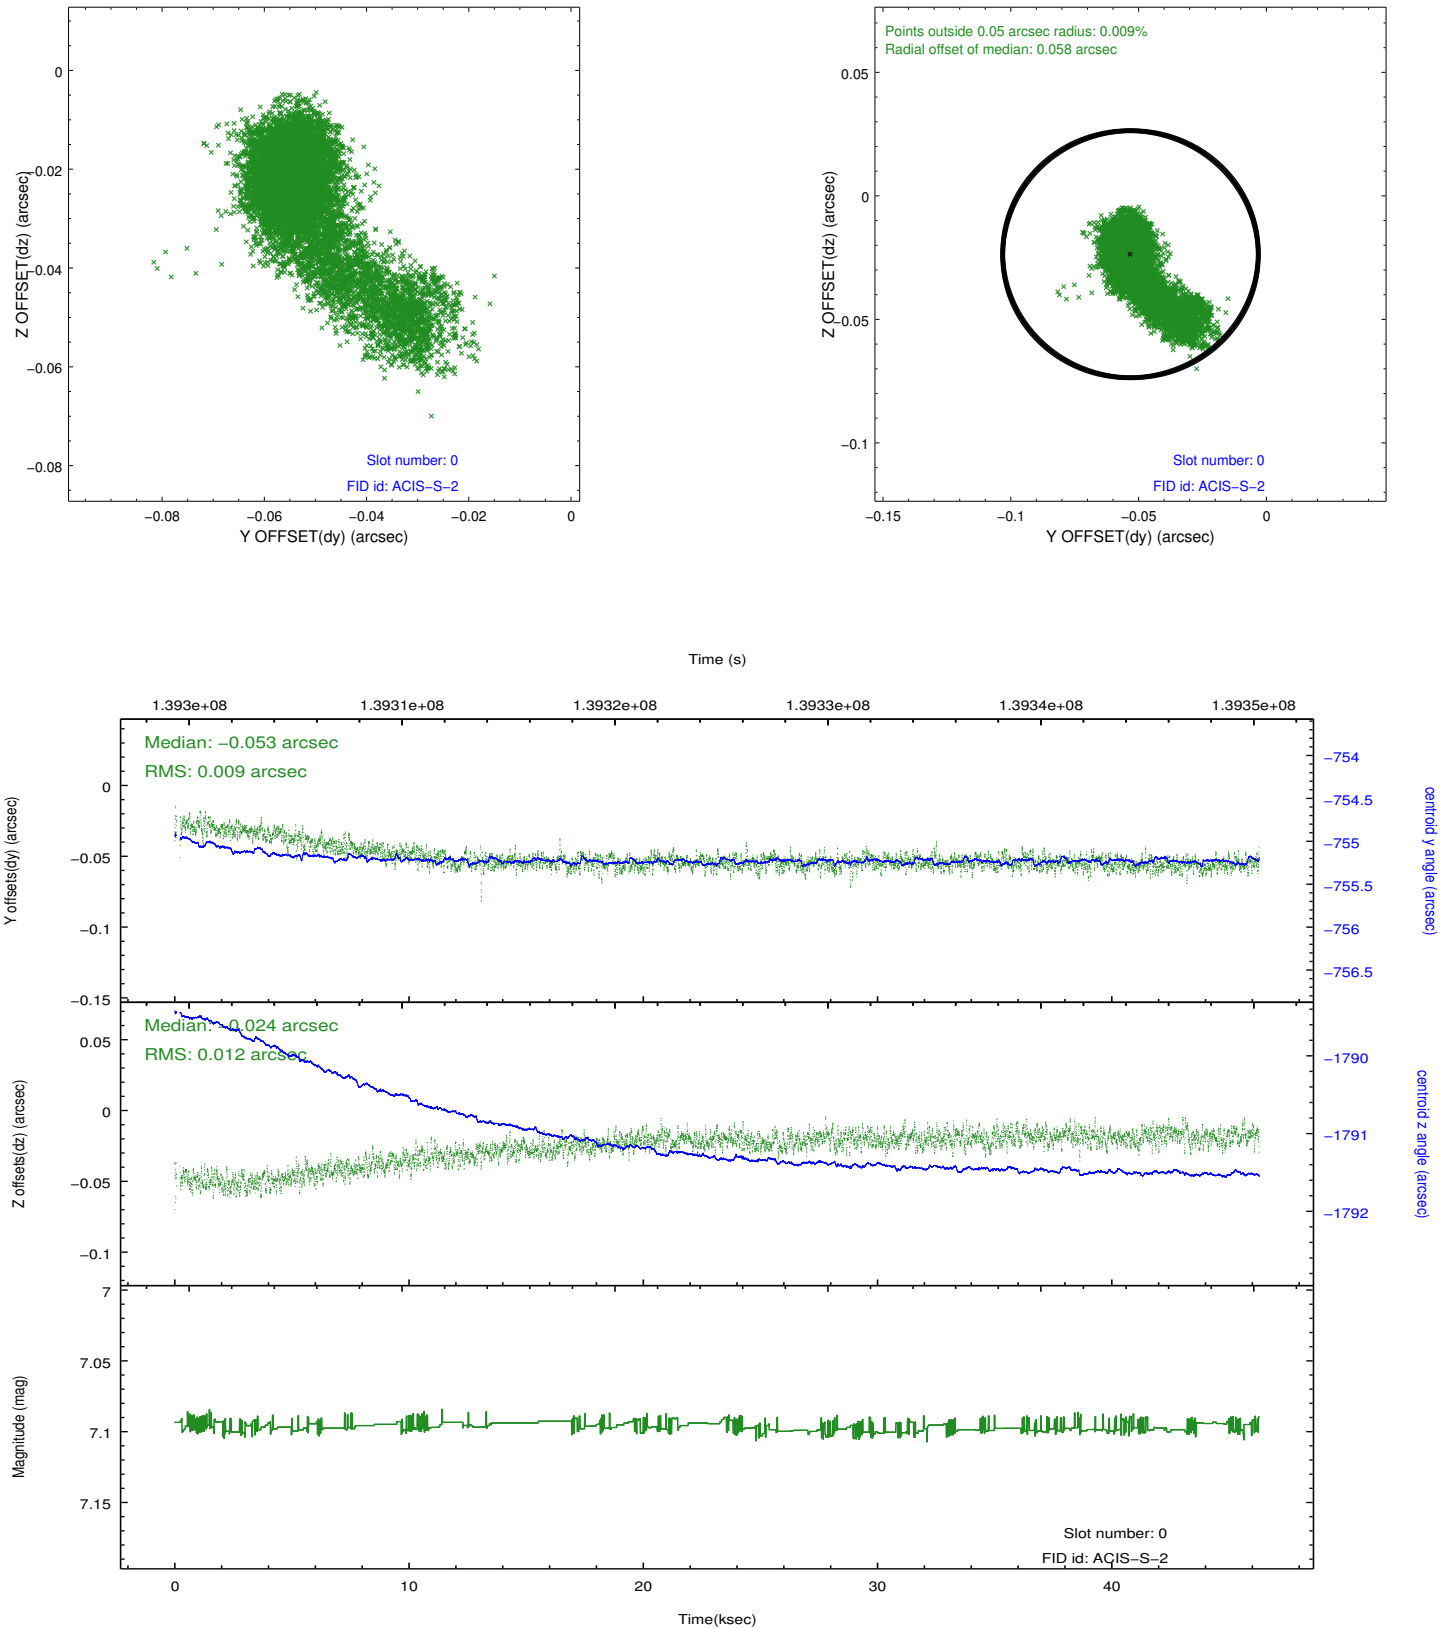 0
−0.02
−0.04
−0.06
−0.08
Z OFFSET(dz) (arcsec)
Slot number: 0
FID id: ACIS−S−2
−0.08 −0.06 −0.04 −0.02 0
Y OFFSET(dy) (arcsec)
Points outside 0.05 arcsec radius: 0.009%
Radial offset of median: 0.058 arcsec
0.05
0
−0.05
−0.1
Z OFFSET(dz) (arcsec)
Slot number: 0
FID id: ACIS−S−2
−0.15 −0.1 −0.05 0
Y OFFSET(dy) (arcsec)
Time (s)
1.393e+08 1.3931e+08 1.3932e+08 1.3933e+08 1.3934e+08 1.3935e+08
Median: −0.053 arcsec
RMS: 0.009 arcsec
0
−0.05
−0.1
−0.15
Y offsets(dy) (arcsec)
−754
−754.5
−755
−755.5
−756
−756.5
centroid y angle (arcsec)
Median: −0.024 arcsec
RMS: 0.012 arcsec
0.05
0
−0.05
−0.1
Z offsets(dz) (arcsec)
−1790
−1791
−1792
centroid z angle (arcsec)
7
7.05
7.1
7.15
Magnitude (mag)
Slot number: 0
FID id: ACIS−S−2
0 10 20 30 40
Time(ksec)